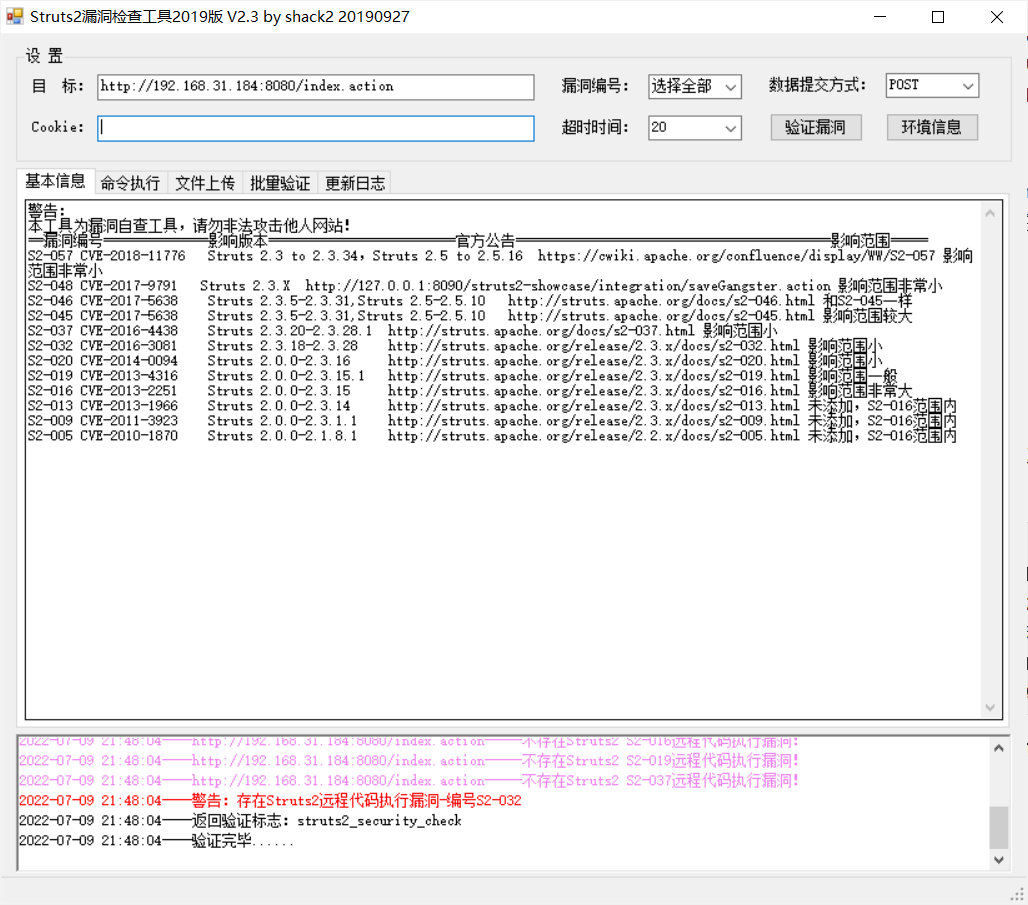 Struts2漏洞检查工具2019版 V2.3 by shack2 20190927
设 置
目 标: http://192.168.31.184:8080/index.action 漏洞编号: 选择全部 数据提交方式: POST
Cookie: 超时时间: 20 验证漏洞 环境信息
基本信息 命令执行 文件上传 批量验证 更新日志
警告:
本工具为漏洞自查工具,请勿非法攻击他人网站!
═漏洞编号═══════影响版本════════════官方公告════════════════════影响范围═══
S2-057 CVE-2018-11776 Struts 2.3 to 2.3.34, Struts 2.5 to 2.5.16 https://cwiki.apache.org/confluence/display/WW/S2-057 影响
范围非常小
S2-048 CVE-2017-9791 Struts 2.3.X http://127.0.0.1:8090/struts2-showcase/integration/saveGangster.action 影响范围非常小
S2-046 CVE-2017-5638 Struts 2.3.5-2.3.31,Struts 2.5-2.5.10 http://struts.apache.org/docs/s2-046.html 和S2-045一样
S2-045 CVE-2017-5638 Struts 2.3.5-2.3.31,Struts 2.5-2.5.10 http://struts.apache.org/docs/s2-045.html 影响范围较大
S2-037 CVE-2016-4438 Struts 2.3.20-2.3.28.1 http://struts.apache.org/docs/s2-037.html 影响范围小
S2-032 CVE-2016-3081 Struts 2.3.18-2.3.28 http://struts.apache.org/release/2.3.x/docs/s2-032.html 影响范围小
S2-020 CVE-2014-0094 Struts 2.0.0-2.3.16 http://struts.apache.org/release/2.3.x/docs/s2-020.html 影响范围小
S2-019 CVE-2013-4316 Struts 2.0.0-2.3.15.1 http://struts.apache.org/release/2.3.x/docs/s2-019.html 影响范围一般
S2-016 CVE-2013-2251 Struts 2.0.0-2.3.15 http://struts.apache.org/release/2.3.x/docs/s2-016.html 影响范围非常大
S2-013 CVE-2013-1966 Struts 2.0.0-2.3.14 http://struts.apache.org/release/2.3.x/docs/s2-013.html 未添加,S2-016范围内
S2-009 CVE-2011-3923 Struts 2.0.0-2.3.1.1 http://struts.apache.org/release/2.3.x/docs/s2-009.html 未添加,S2-016范围内
S2-005 CVE-2010-1870 Struts 2.0.0-2.1.8.1 http://struts.apache.org/release/2.2.x/docs/s2-005.html 未添加,S2-016范围内
2022-07-09 21:48:04——http://192.168.31.184:8080/index.action——不存在Struts2 S2-016远程代码执行漏洞!
2022-07-09 21:48:04——http://192.168.31.184:8080/index.action——不存在Struts2 S2-019远程代码执行漏洞!
2022-07-09 21:48:04——http://192.168.31.184:8080/index.action——不存在Struts2 S2-037远程代码执行漏洞!
2022-07-09 21:48:04——警告: 存在Struts2远程代码执行漏洞-编号S2-032
2022-07-09 21:48:04——返回验证标志: struts2_security_check
2022-07-09 21:48:04——验证完毕......